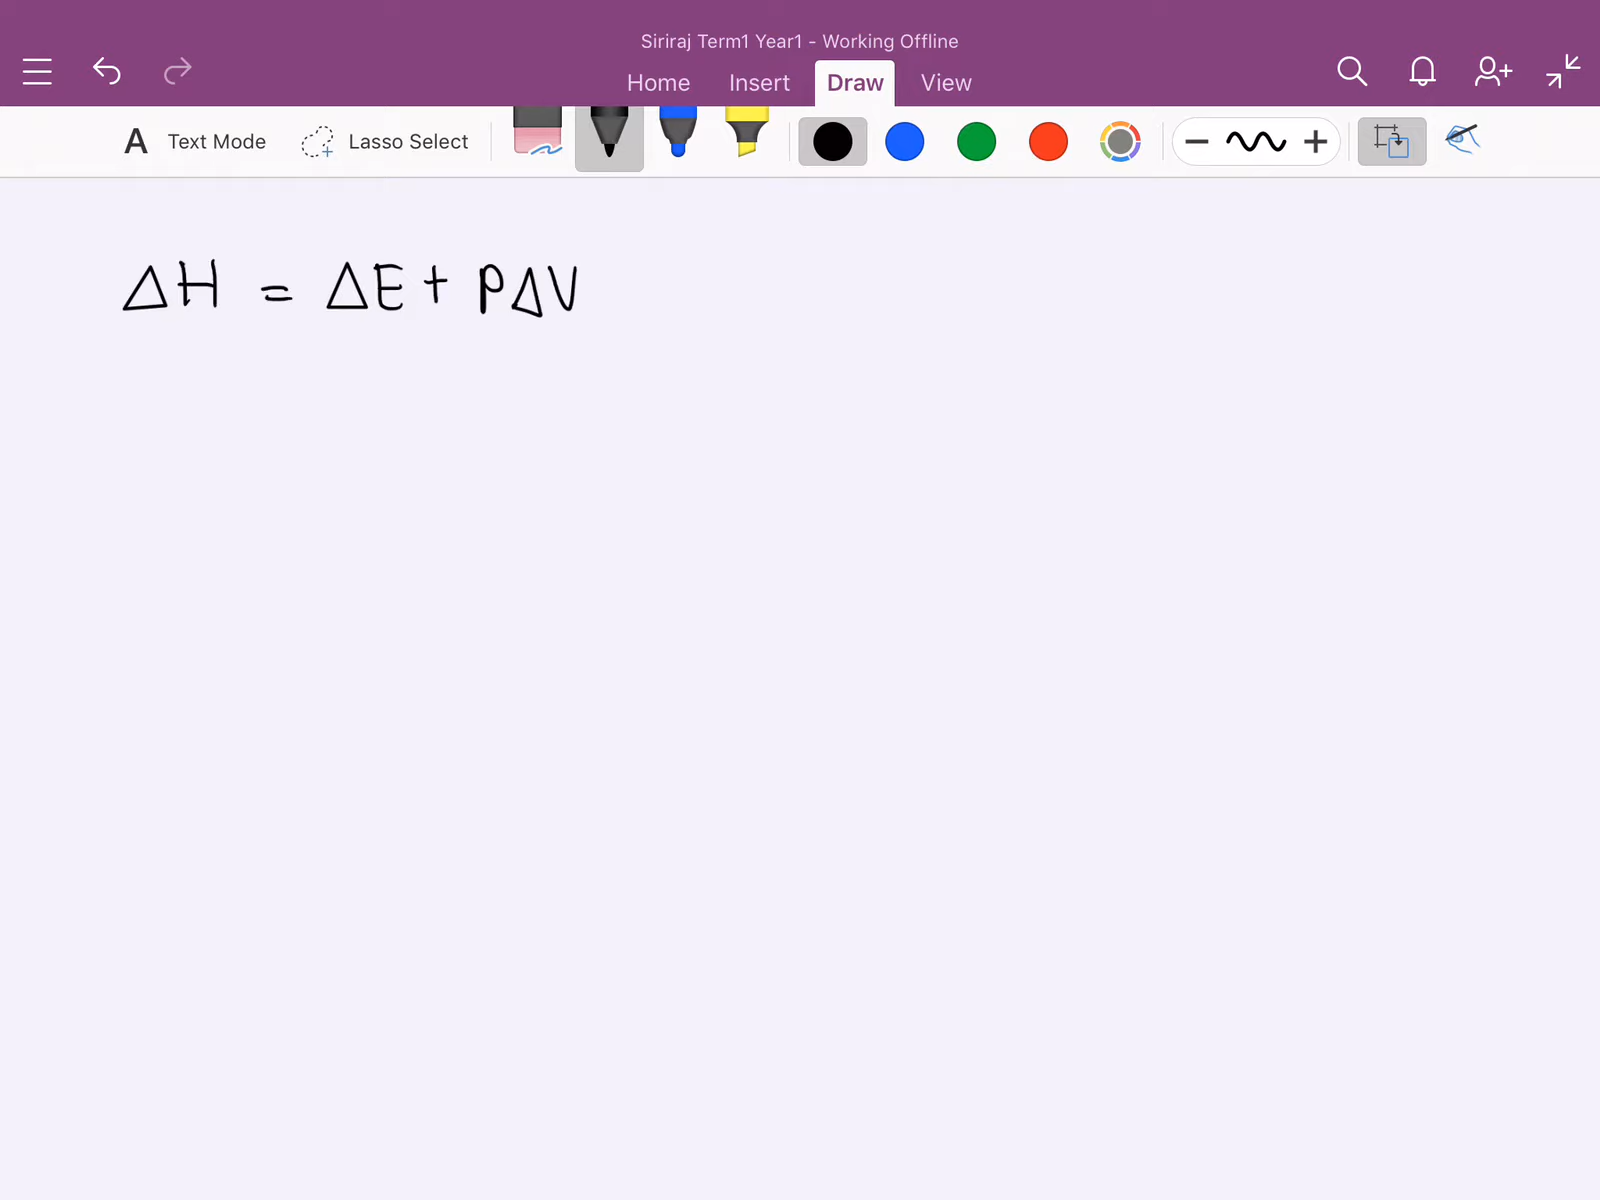 Siriraj Term1 Year1 - Working Offline
Home Insert Draw View
A Text Mode Lasso Select
ΔH = ΔE + PΔV